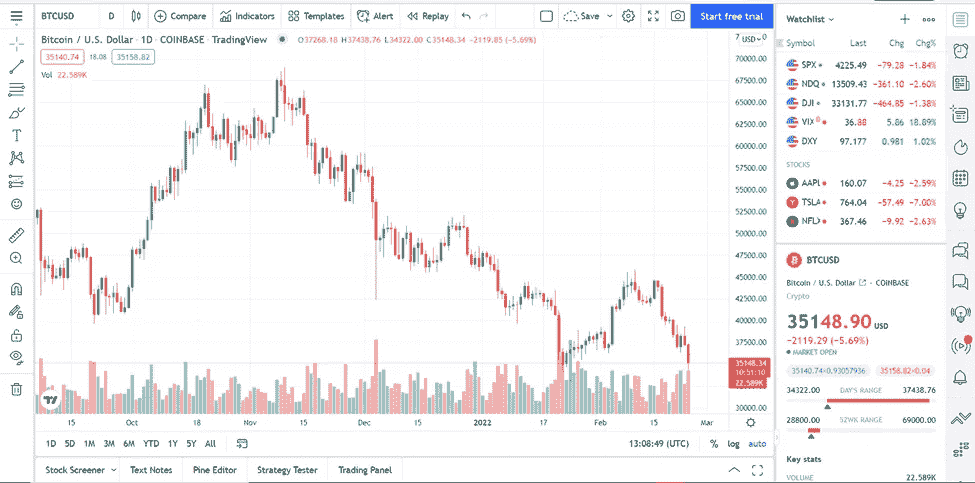 BTCUSD D Compare Indicators Templates Alert Replay Save Start free trial
Bitcoin / U.S. Dollar · 1D · COINBASE · TradingView O37268.18 H37438.76 L34322.00 C35148.34 -2119.85 (-5.69%)
35140.74 18.08 35158.82
Vol 22.589K
USD
70000.00
67500.00
65000.00
62500.00
60000.00
57500.00
55000.00
52500.00
50000.00
47500.00
45000.00
42500.00
40000.00
37500.00
35148.34
10:51:10
22.589K
30000.00
15 Oct 18 Nov 15 Dec 15 2022 17 Feb 15 Mar
1D 5D 1M 3M 6M YTD 1Y 5Y All 13:08:49 (UTC) % log auto
Stock Screener Text Notes Pine Editor Strategy Tester Trading Panel
Watchlist
Symbol Last Chg Chg%
SPX 4225.49 -79.28 -1.84%
NDQ 13509.43 -361.10 -2.60%
DJI 33131.77 -464.85 -1.38%
VIX 36.88 5.86 18.89%
DXY 97.177 0.981 1.02%
STOCKS
AAPL 160.07 -4.25 -2.59%
TSLA 764.04 -57.49 -7.00%
NFLX 367.46 -9.92 -2.63%
BTCUSD
Bitcoin / U.S. Dollar · COINBASE
Crypto
35148.90 USD
-2119.29 (-5.69%)
MARKET OPEN
35140.74×0.93057936 35158.82×0.04
34322.00 DAY'S RANGE 37438.76
28800.00 52WK RANGE 69000.00
Key stats
VOLUME 22.589K